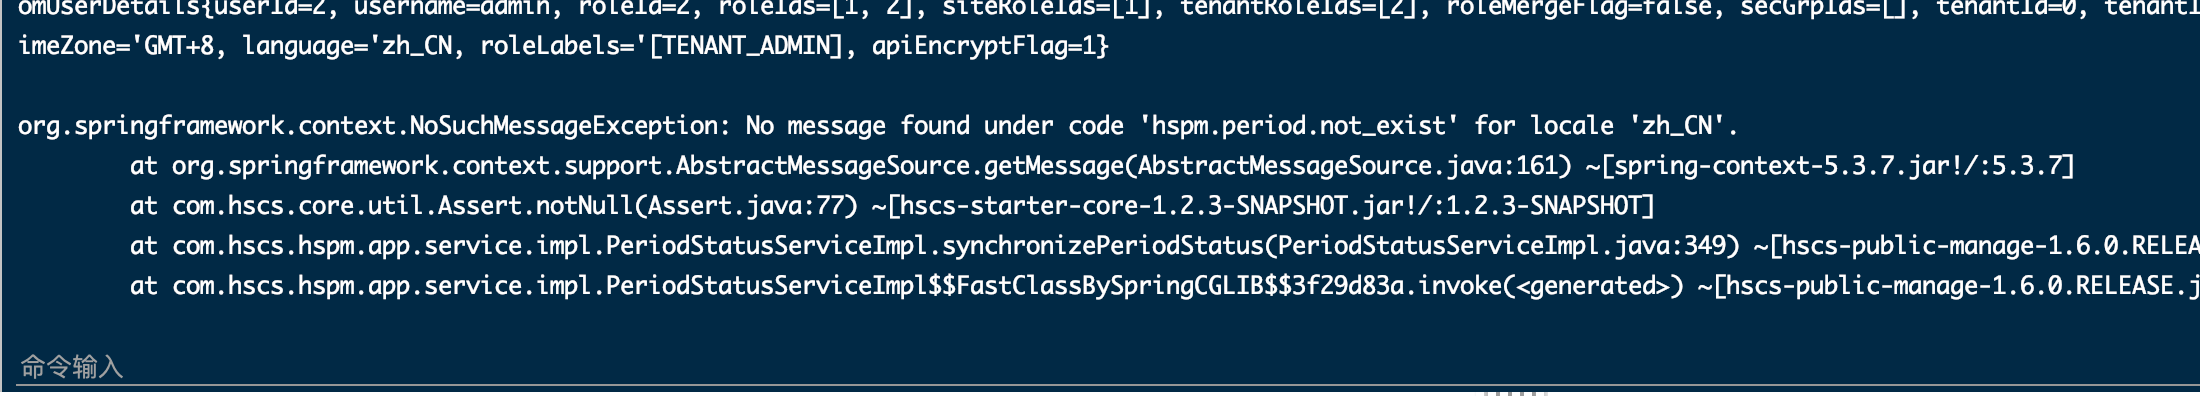 omUserDetails{userId=2, username=admin, roleId=2, roleIds=[1, 2], siteRoleIds=[1], tenantRoleIds=[2], roleMergeFlag=false, secGrpIds=[], tenantId=0,
imeZone='GMT+8, language='zh_CN, roleLabels='[TENANT_ADMIN], apiEncryptFlag=1}
org.springframework.context.NoSuchMessageException: No message found under code 'hspm.period.not_exist' for locale 'zh_CN'.
at org.springframework.context.support.AbstractMessageSource.getMessage(AbstractMessageSource.java:161) ~[spring-context-5.3.7.jar!/:5.3.7]
at com.hscs.core.util.Assert.notNull(Assert.java:77) ~[hscs-starter-core-1.2.3-SNAPSHOT.jar!/:1.2.3-SNAPSHOT]
at com.hscs.hspm.app.service.impl.PeriodStatusServiceImpl.synchronizePeriodStatus(PeriodStatusServiceImpl.java:349) ~[hscs-public-manage-1.6.0.RELEA
at com.hscs.hspm.app.service.impl.PeriodStatusServiceImpl$$FastClassBySpringCGLIB$$3f29d83a.invoke(<generated>) ~[hscs-public-manage-1.6.0.RELEASE.j
命令输入